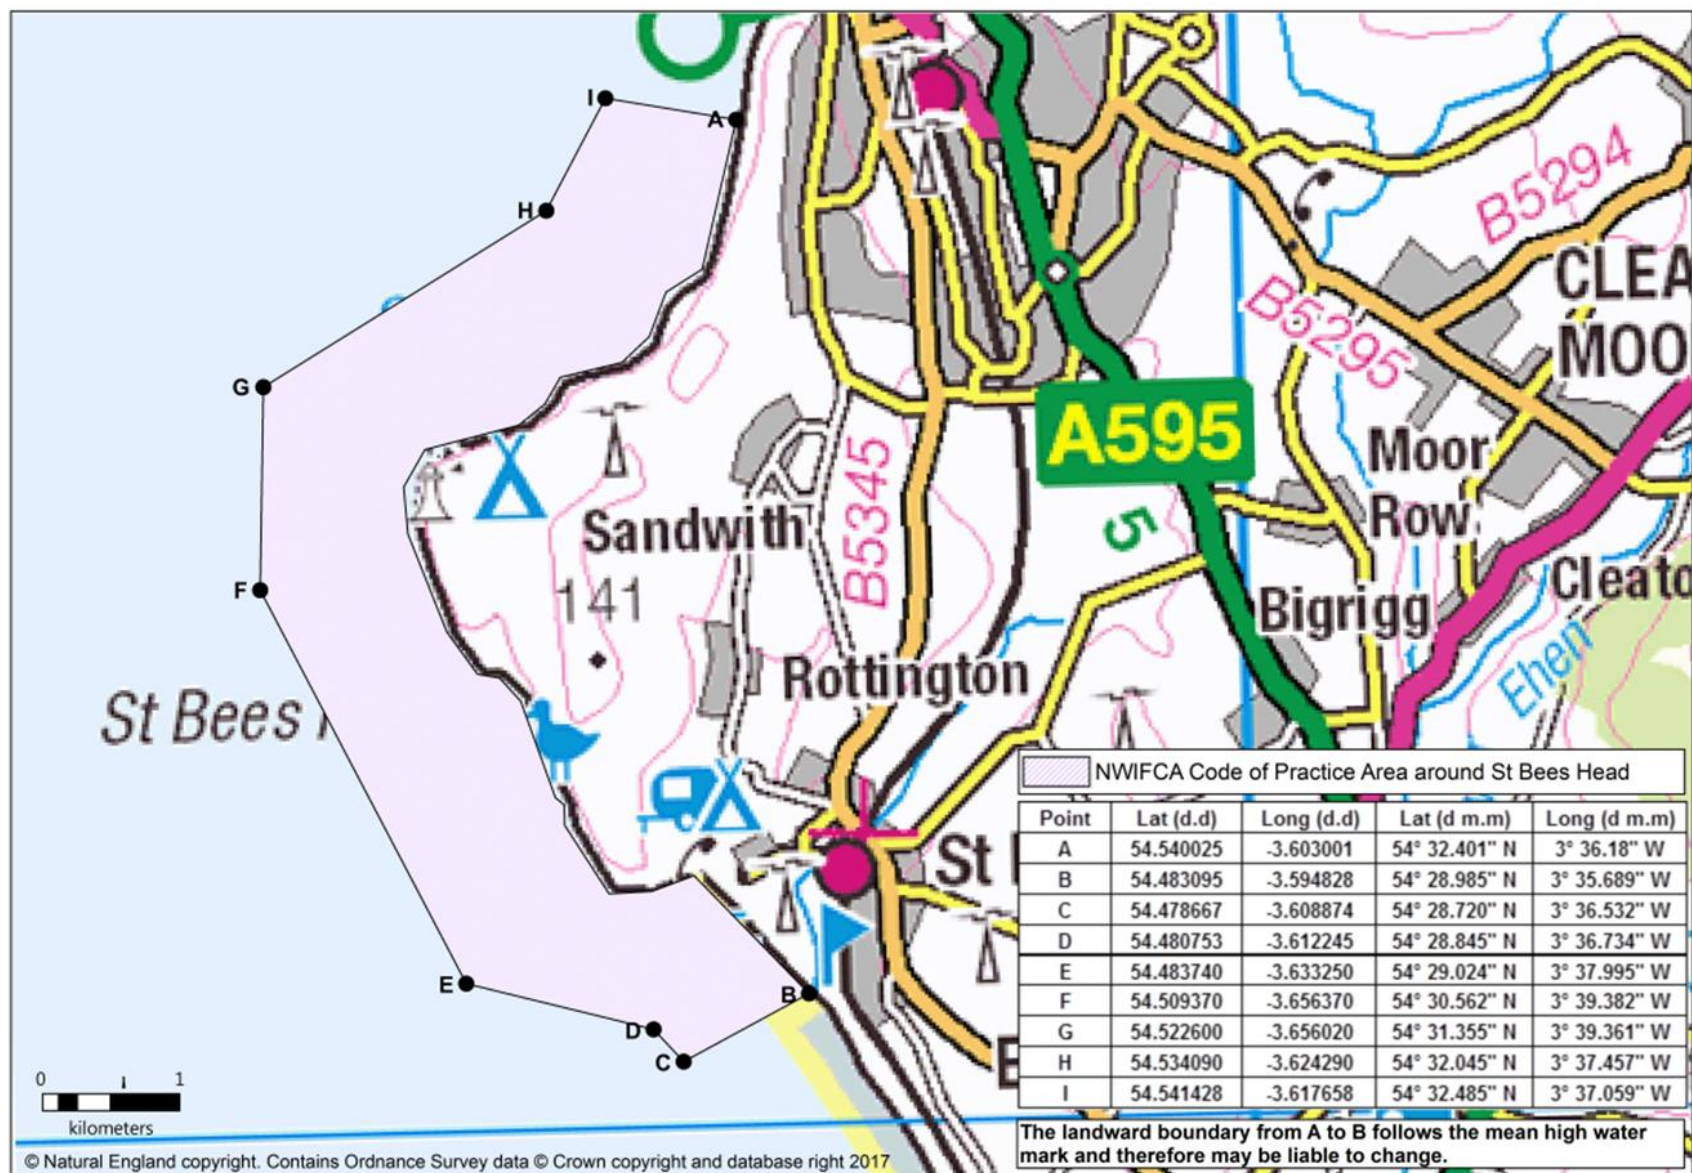 I
A
H
B5294
CLEA
MOO
B5295
G
A595
Moor
Row
B5345
Sandwith
5
141
Cleato
F
Bigrigg
Ehen
Rottington
St Bees
NWIFCA Code of Practice Area around St Bees Head
Point Lat (d.d) Long (d.d) Lat (d m.m) Long (d m.m)
A 54.540025 -3.603001 54° 32.401" N 3° 36.18" W
B 54.483095 -3.594828 54° 28.985" N 3° 35.689" W
C 54.478667 -3.608874 54° 28.720" N 3° 36.532" W
D 54.480753 -3.612245 54° 28.845" N 3° 36.734" W
E 54.483740 -3.633250 54° 29.024" N 3° 37.995" W
F 54.509370 -3.656370 54° 30.562" N 3° 39.382" W
G 54.522600 -3.656020 54° 31.355" N 3° 39.361" W
H 54.534090 -3.624290 54° 32.045" N 3° 37.457" W
I 54.541428 -3.617658 54° 32.485" N 3° 37.059" W
St
E
B
D
C
0 1
kilometers
The landward boundary from A to B follows the mean high water
mark and therefore may be liable to change.
© Natural England copyright. Contains Ordnance Survey data © Crown copyright and database right 2017